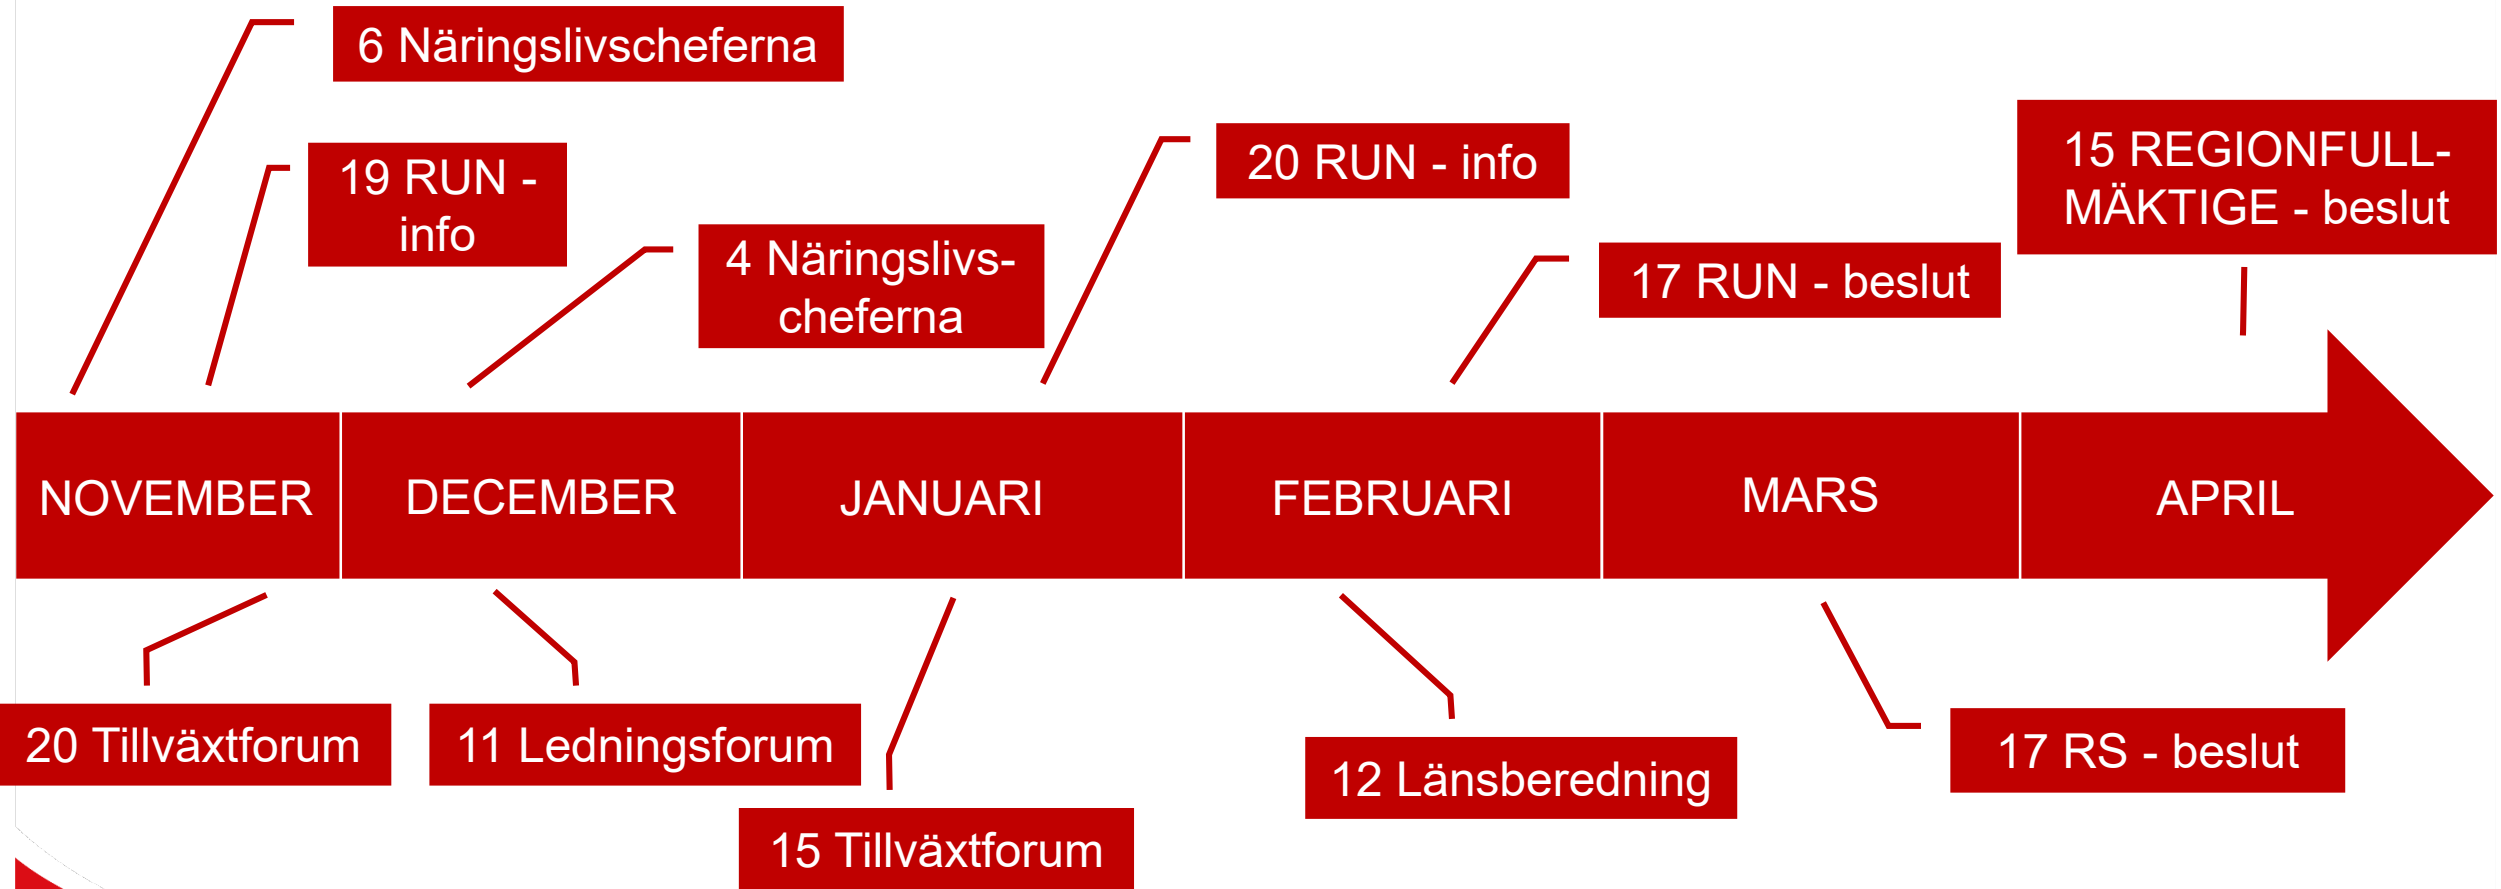 6 Näringslivscheferna
19 RUN -
info
4 Näringslivs-
cheferna
20 RUN - info
17 RUN - beslut
15 REGIONFULL-
MÄKTIGE - beslut
NOVEMBER
DECEMBER
JANUARI
FEBRUARI
MARS
APRIL
20 Tillväxtforum
11 Ledningsforum
15 Tillväxtforum
12 Länsberedning
17 RS - beslut